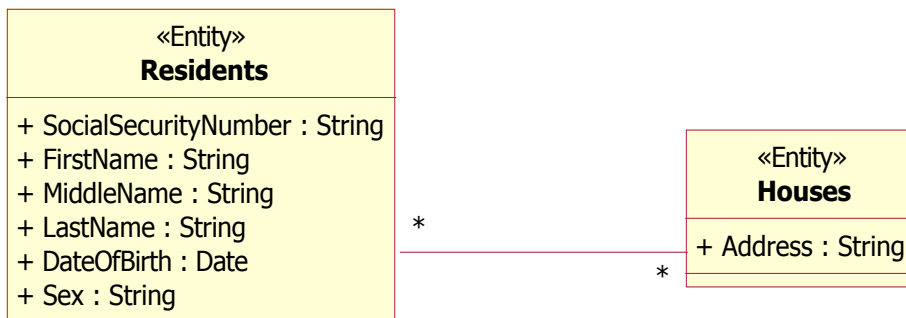 «Entity»
Residents
+ SocialSecurityNumber : String
+ FirstName : String
+ MiddleName : String
+ LastName : String
+ DateOfBirth : Date
+ Sex : String
*
*
«Entity»
Houses
+ Address : String